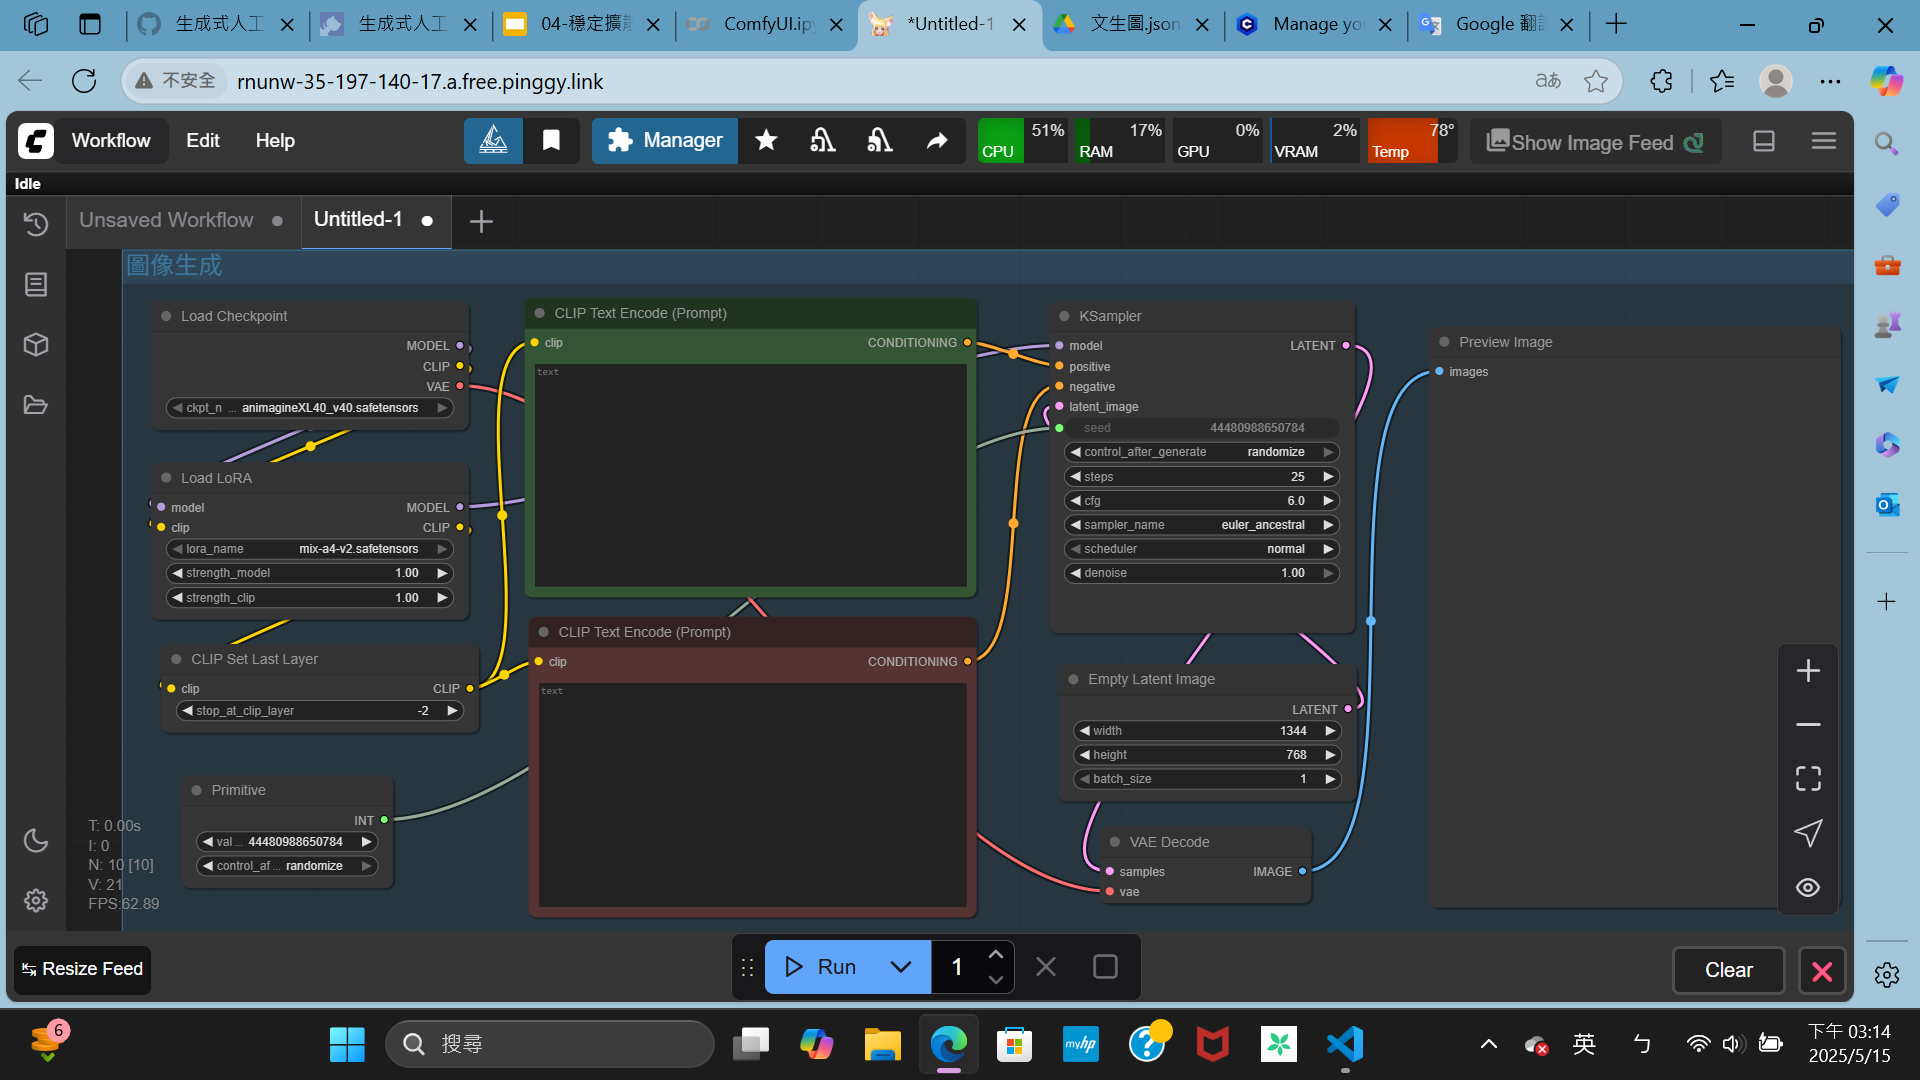 生成式人工
生成式人工
04-穩定擴
ComfyUI.ip
*Untitled-1
文生圖.json
Manage yo
Google 翻
不安全
rnunw-35-197-140-17.a.free.pinggy.link
aあ
Workflow
Edit
Help
Manager
CPU
51%
RAM
17%
GPU
0%
VRAM
2%
Temp
78°
Show Image Feed
Idle
Unsaved Workflow
Untitled-1
圖像生成
Load Checkpoint
MODEL
CLIP
VAE
ckpt_n ... animagineXL40_v40.safetensors
Load LoRA
model
MODEL
clip
CLIP
lora_name mix-a4-v2.safetensors
strength_model 1.00
strength_clip 1.00
CLIP Set Last Layer
clip
CLIP
stop_at_clip_layer -2
Primitive
INT
val ... 44480988650784
control_af ... randomize
T: 0.00s
I: 0
N: 10 [10]
V: 21
FPS:62.89
CLIP Text Encode (Prompt)
clip
CONDITIONING
text
CLIP Text Encode (Prompt)
clip
CONDITIONING
text
KSampler
model
LATENT
positive
negative
latent_image
seed 44480988650784
control_after_generate randomize
steps 25
cfg 6.0
sampler_name euler_ancestral
scheduler normal
denoise 1.00
Empty Latent Image
LATENT
width 1344
height 768
batch_size 1
VAE Decode
samples
IMAGE
vae
Preview Image
images
Resize Feed
Run
1
Clear
6
搜尋
myhp
英
ㄅ
下午 03:14
2025/5/15